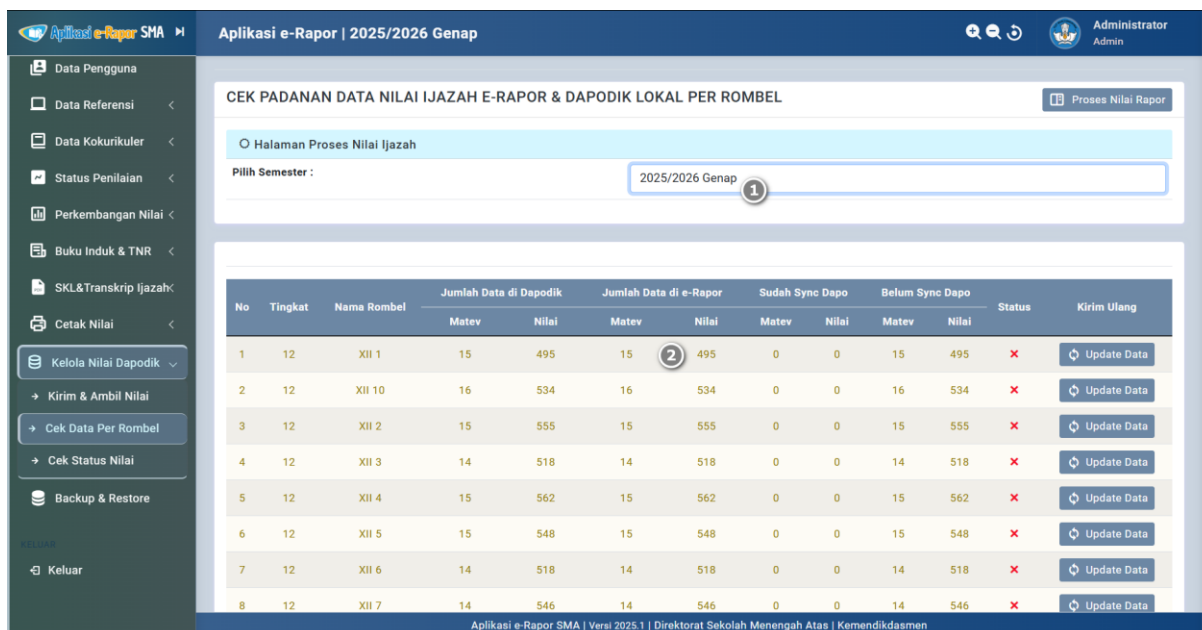 Aplikasi e-Rapor SMA
Aplikasi e-Rapor | 2025/2026 Genap
Administrator
Admin
Data Pengguna
Data Referensi
Data Kokurikuler
Status Penilaian
Perkembangan Nilai
Buku Induk & TNR
SKL&Transkrip Ijazah
Cetak Nilai
Kelola Nilai Dapodik
Kirim & Ambil Nilai
Cek Data Per Rombel
Cek Status Nilai
Backup & Restore
KELUAR
Keluar
CEK PADANAN DATA NILAI IJAZAH E-RAPOR & DAPODIK LOKAL PER ROMBEL
Proses Nilai Rapor
Halaman Proses Nilai Ijazah
Pilih Semester :
2025/2026 Genap
1
No Tingkat Nama Rombel Jumlah Data di Dapodik Jumlah Data di e-Rapor Sudah Sync Dapo Belum Sync Dapo Status Kirim Ulang
Matev Nilai Matev Nilai Matev Nilai Matev Nilai
1 12 XII 1 15 495 15 2 495 0 0 15 495 Update Data
2 12 XII 10 16 534 16 534 0 0 16 534 Update Data
3 12 XII 2 15 555 15 555 0 0 15 555 Update Data
4 12 XII 3 14 518 14 518 0 0 14 518 Update Data
5 12 XII 4 15 562 15 562 0 0 15 562 Update Data
6 12 XII 5 15 548 15 548 0 0 15 548 Update Data
7 12 XII 6 14 518 14 518 0 0 14 518 Update Data
8 12 XII 7 14 546 14 546 0 0 14 546 Update Data
Aplikasi e-Rapor SMA | Versi 2025.1 | Direktorat Sekolah Menengah Atas | Kemendikdasmen